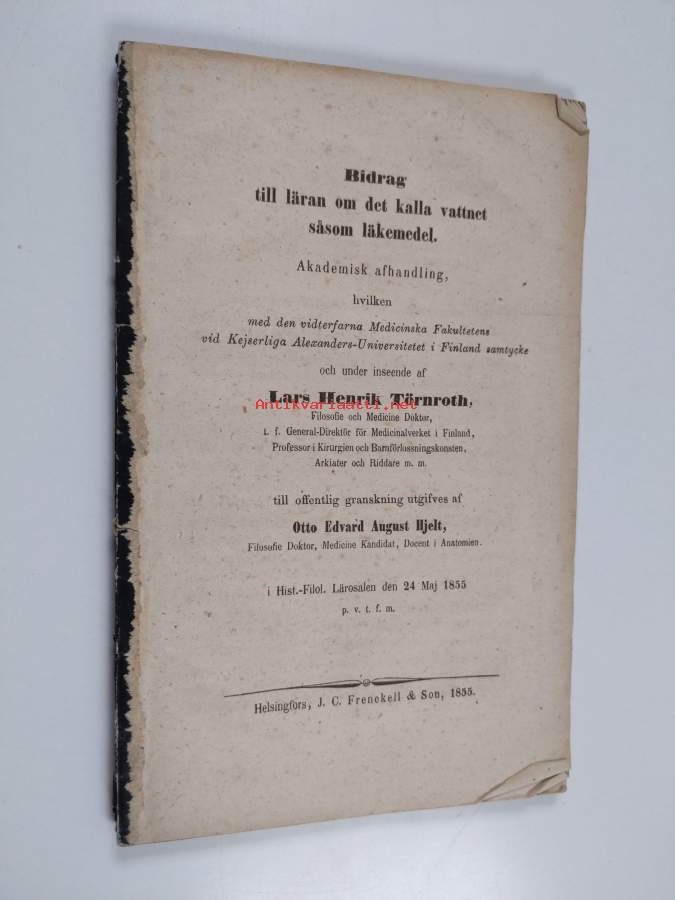 Bidrag
till läran om det kalla vattnet
såsom läkemedel.
Akademisk afhandling,
hvilken
med den vidterfarna Medicinska Fakultetens
vid Kejserliga Alexanders-Universitetet i Finland samtycke
och under inseende af
Lars Henrik Törnroth,
Antikvariaatti.net
Filosofie och Medicine Doktor,
t. f. General-Direktör för Medicinalverket i Finland,
Professor i Kirurgien och Barnförlossningskonsten,
Arkiater och Riddare m. m.
till offentlig granskning utgifves af
Otto Edvard August Hjelt,
Filosofie Doktor, Medicine Kandidat, Docent i Anatomien.
i Hist.-Filol. Lärosalen den 24 Maj 1855
p. v. t. f. m.
Helsingfors, J. C. Frenckell & Son, 1855.